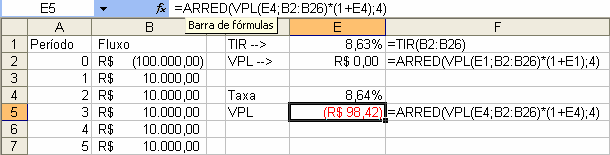 E5 fx =ARRED(VPL(E4;B2:B26)*(1+E4);4)
Barra de fórmulas
A B D E F
1 Período Fluxo TIR --> 8,63% =TIR(B2:B26)
2 0 R$ (100.000,00) VPL --> R$ 0,00 =ARRED(VPL(E1;B2:B26)*(1+E1);4)
3 1 R$ 10.000,00
4 2 R$ 10.000,00 Taxa 8,64%
5 3 R$ 10.000,00 VPL (R$ 98,42) =ARRED(VPL(E4;B2:B26)*(1+E4);4)
6 4 R$ 10.000,00
7 5 R$ 10.000,00